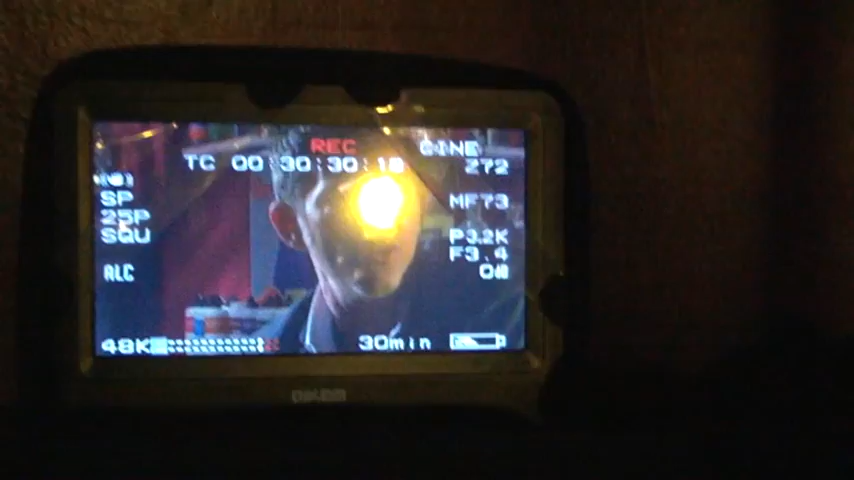 REC CINE
TC 00:30:30:18 Z72
SP MF73
25P
SQU P3.2K
F3.4
ALC 0dB
48K 30min